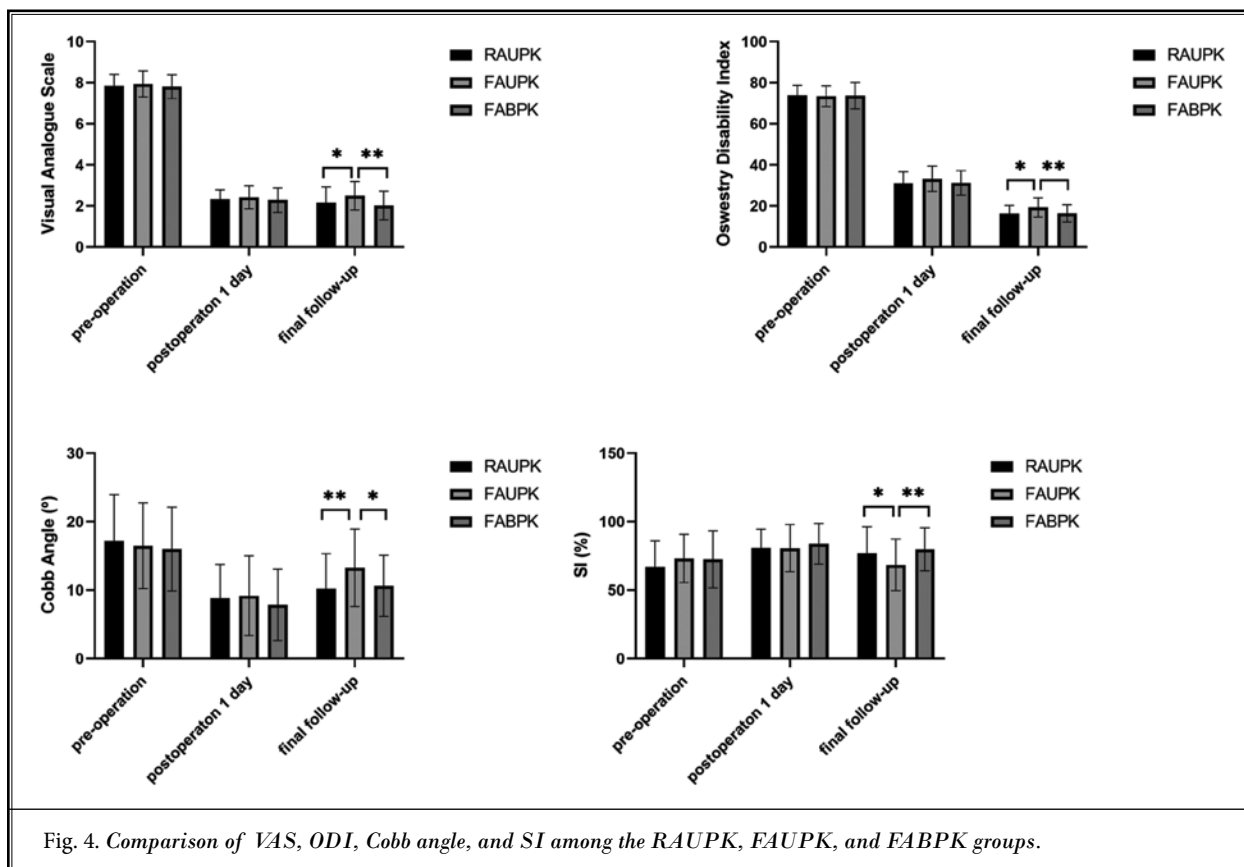 Visual Analogue Scale
10
8
6
4
2
0
* **
pre-operation
postoperaton 1 day
final follow-up
RAUPK
FAUPK
FABPK
Oswestry Disability Index
100
80
60
40
20
0
* **
pre-operation
postoperaton 1 day
final follow-up
RAUPK
FAUPK
FABPK
Cobb Angle (°)
30
20
10
0
** *
pre-operation
postoperaton 1 day
final follow-up
RAUPK
FAUPK
FABPK
SI (%)
150
100
50
0
* **
pre-operation
postoperaton 1 day
final follow-up
RAUPK
FAUPK
FABPK
Fig. 4. Comparison of VAS, ODI, Cobb angle, and SI among the RAUPK, FAUPK, and FABPK groups.